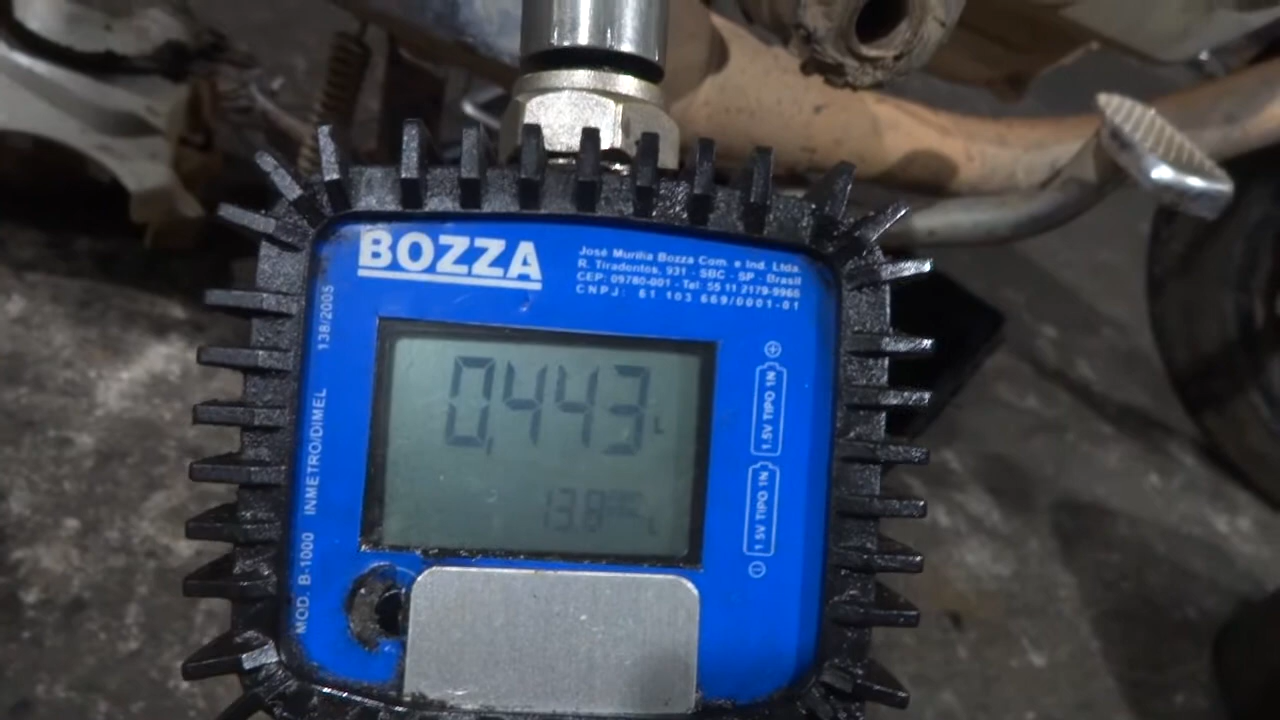 BOZZA
José Murilia Bozza Com. e Ind. Ltda.
R. Tiradentes, 931 - SBC - SP - Brasil
CEP: 09780-001 - Tel: 55 11 2179-9966
CNPJ: 61 103 669/0001-01
138/2005
INMETRO/DIMEL
MOD. B-1000
0,443 L
13.8 L
1.5V TIPO 1N
1.5V TIPO 1N